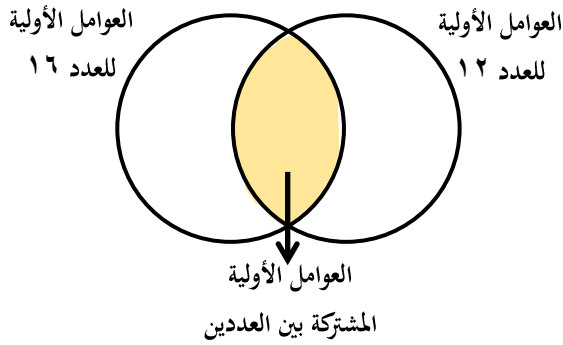 العوامل الأولية
للعدد ١٢
العوامل الأولية
للعدد ١٦
العوامل الأولية
المشتركة بين العددين